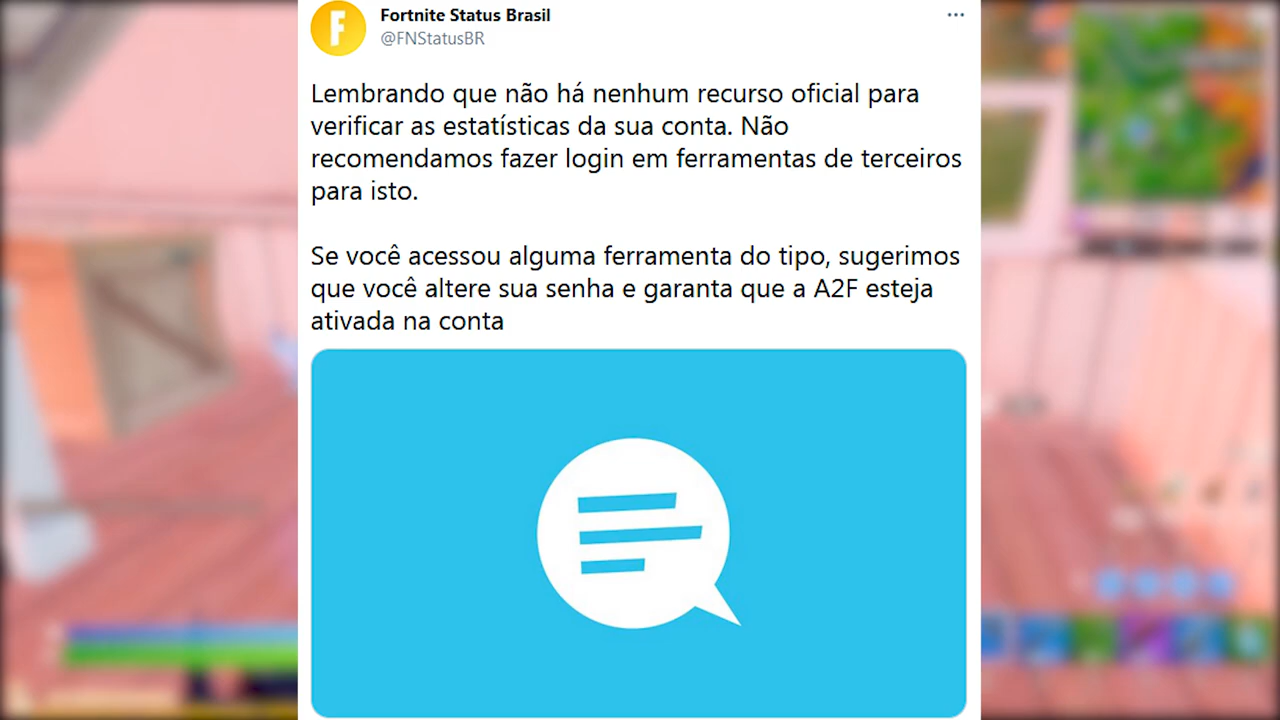 Fortnite Status Brasil
@FNStatusBR
Lembrando que não há nenhum recurso oficial para
verificar as estatísticas da sua conta. Não
recomendamos fazer login em ferramentas de terceiros
para isto.
Se você acessou alguma ferramenta do tipo, sugerimos
que você altere sua senha e garanta que a A2F esteja
ativada na conta